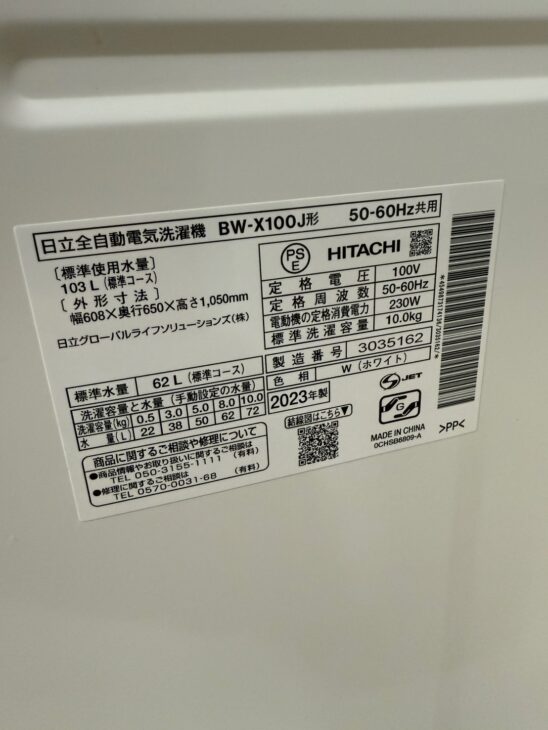 日立全自動電気洗濯機 BW-X100J形 50-60Hz共用
〔標準使用水量〕
103 L (標準コース)
〔外形寸法〕
幅608×奥行650×高さ1,050mm
日立グローバルライフソリューションズ(株)
PS
E
HITACHI
定格電圧 100V
定格周波数 50-60Hz
電動機の定格消費電力 230W
標準洗濯容量 10.0kg
製造番号 3035162
色相 W (ホワイト)
標準水量 62 L (標準コース)
洗濯容量と水量 (手動設定の水量)
洗濯容量(kg) 0.5 3.0 5.0 8.0 10.0
水量(L) 22 38 50 62 72
2023年製
結線図はこちら▼
JET
G
MADE IN CHINA
0CHSB6809-A
>PP<
商品に関するご相談や修理について
●商品情報やお取り扱いに関するご相談は
TEL 050-3155-1111 (有料)
●修理に関するご相談は
TEL 0570-0031-68 (有料)